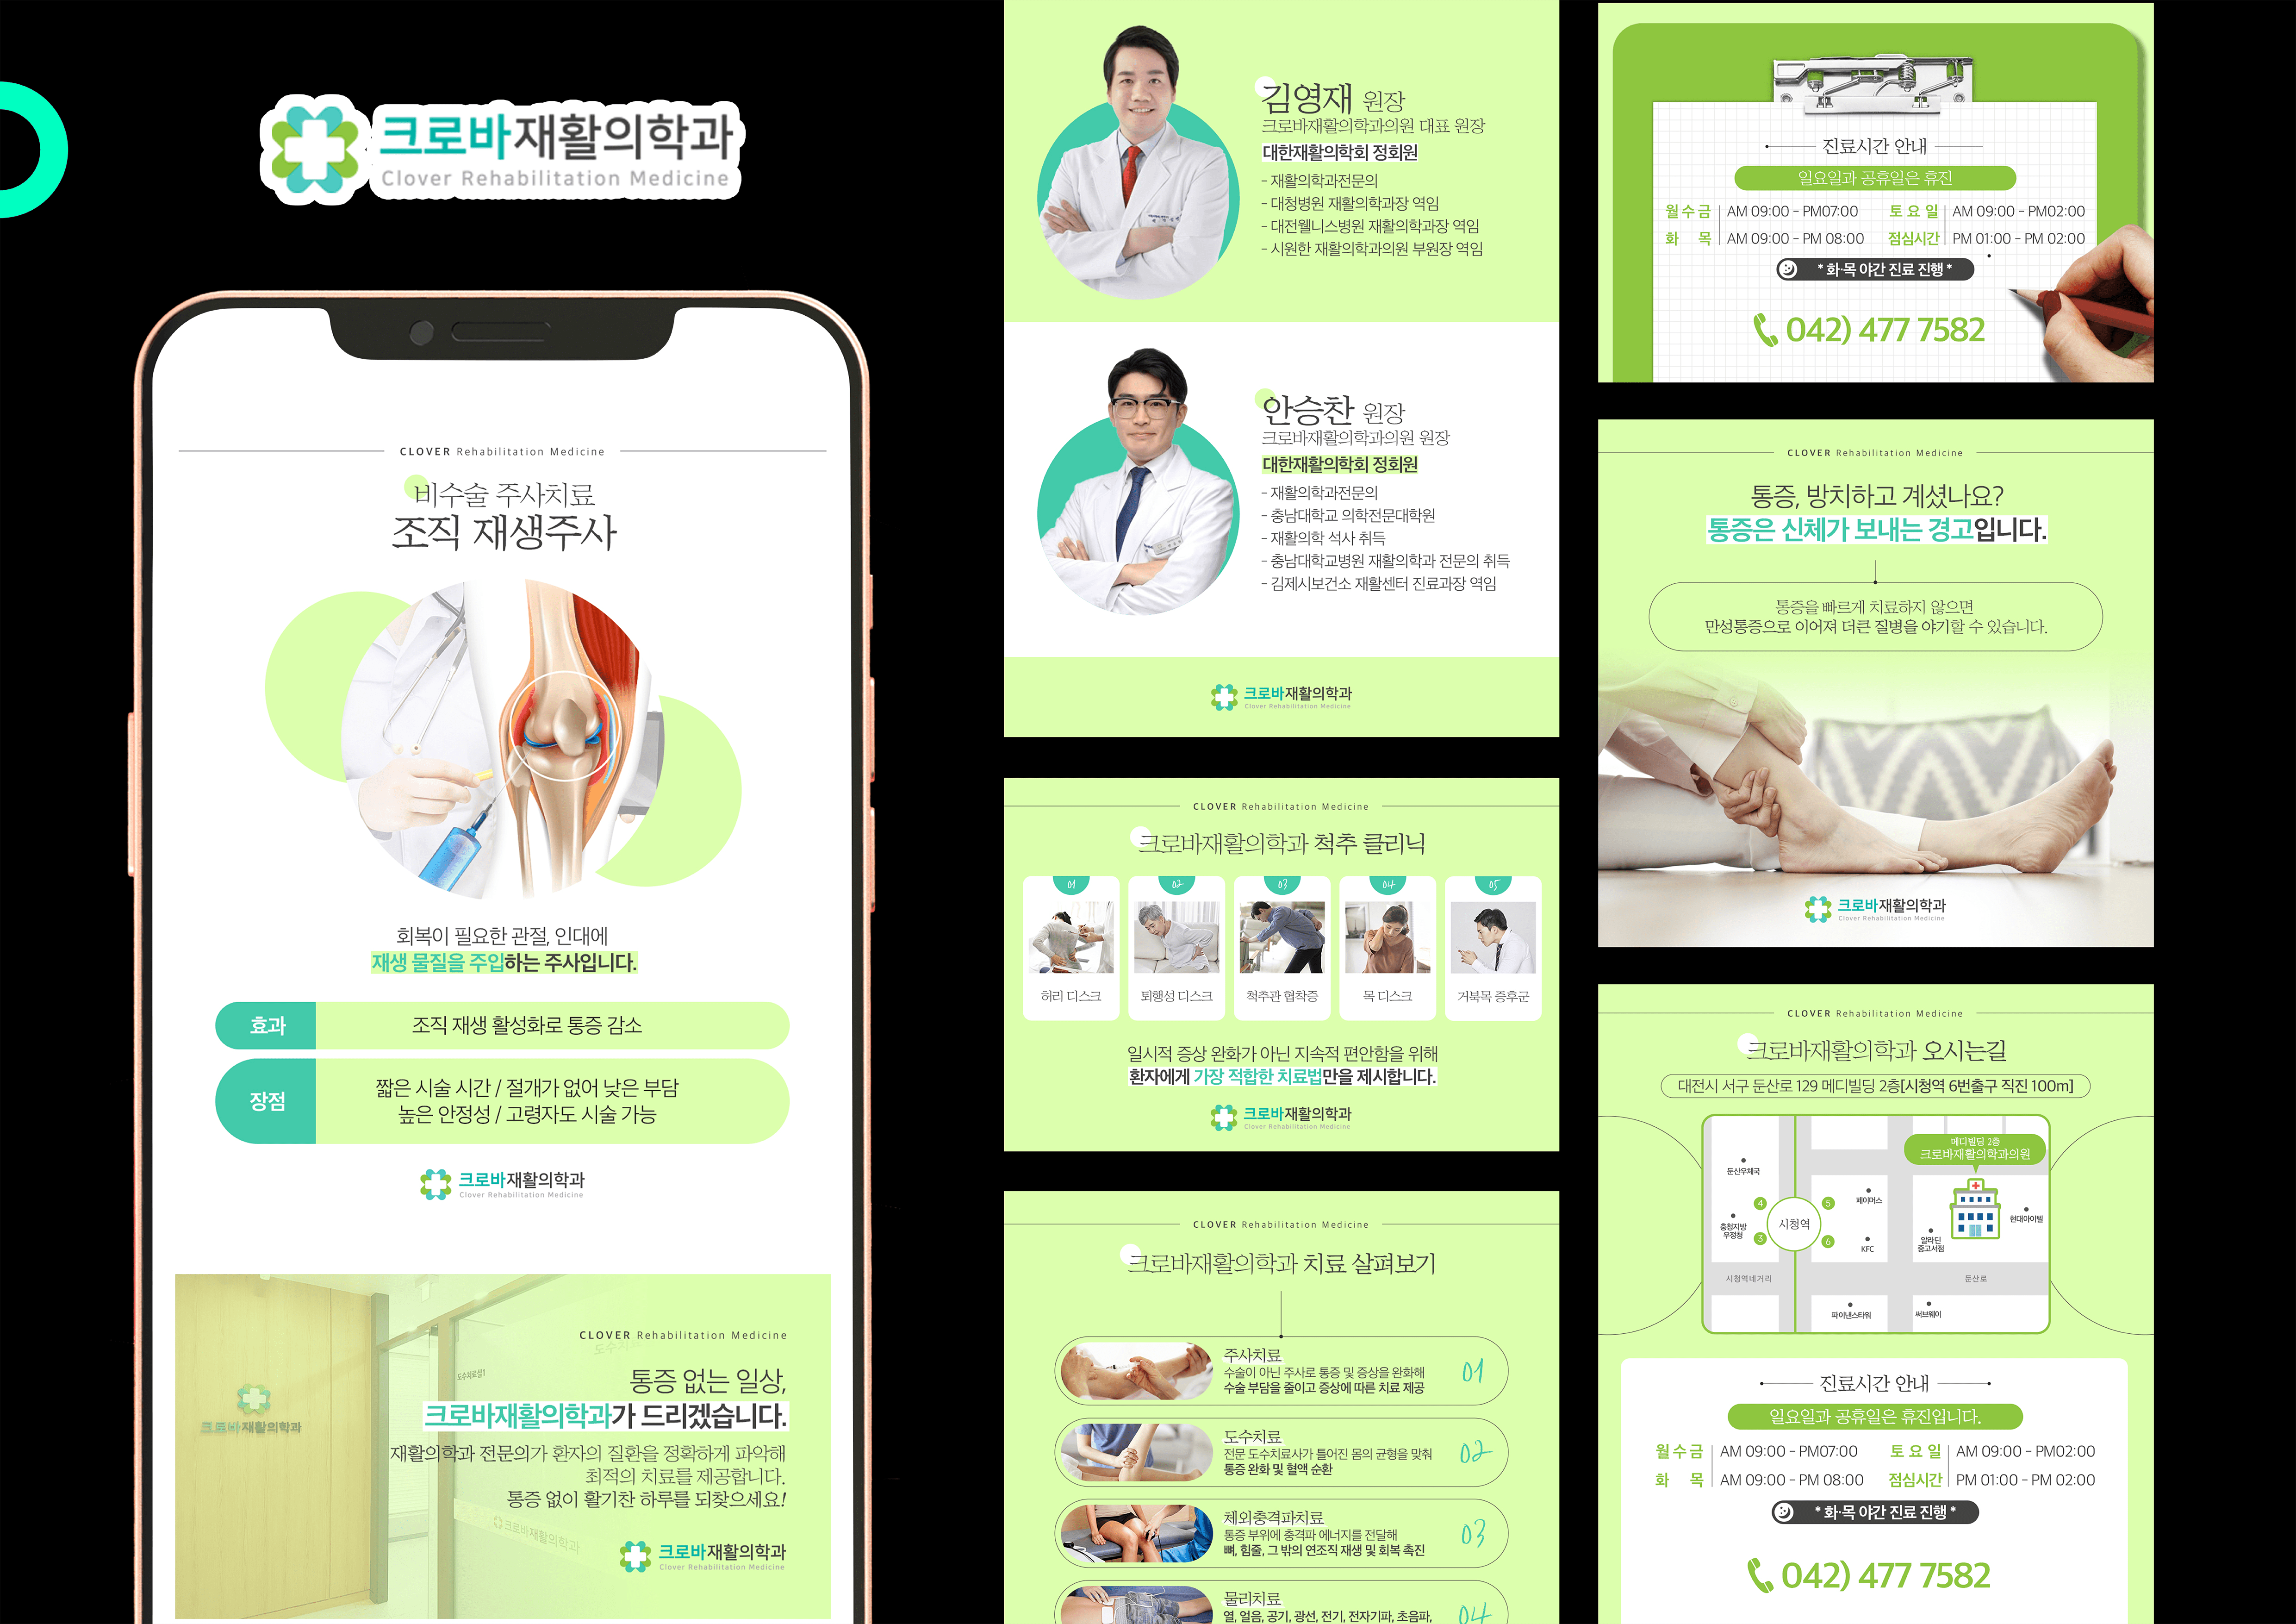 크로바재활의학과
Clover Rehabilitation Medicine
CLOVER Rehabilitation Medicine
비수술 주사치료
조직 재생주사
회복이 필요한 관절, 인대에
재생 물질을 주입하는 주사입니다.
효과
조직 재생 활성화로 통증 감소
장점
짧은 시술 시간 / 절개가 없어 낮은 부담
높은 안정성 / 고령자도 시술 가능
크로바재활의학과
Clover Rehabilitation Medicine
도수치료실1
크로바재활의학과
CLOVER Rehabilitation Medicine
통증 없는 일상,
크로바재활의학과가 드리겠습니다.
재활의학과 전문의가 환자의 질환을 정확하게 파악해
최적의 치료를 제공합니다.
통증 없이 활기찬 하루를 되찾으세요!
크로바재활의학과
크로바재활의학과
Clover Rehabilitation Medicine
김영재 원장
크로바재활의학과의원 대표 원장
대한재활의학회 정회원
- 재활의학과전문의
- 대청병원 재활의학과장 역임
- 대전웰니스병원 재활의학과장 역임
- 시원한 재활의학과의원 부원장 역임
안승찬 원장
크로바재활의학과의원 원장
대한재활의학회 정회원
- 재활의학과전문의
- 충남대학교 의학전문대학원
- 재활의학 석사 취득
- 충남대학교병원 재활의학과 전문의 취득
- 김제시보건소 재활센터 진료과장 역임
크로바재활의학과
Clover Rehabilitation Medicine
CLOVER Rehabilitation Medicine
크로바재활의학과 척추 클리닉
01 02 03 04 05
허리 디스크 퇴행성 디스크 척추관 협착증 목 디스크 거북목 증후군
일시적 증상 완화가 아닌 지속적 편안함을 위해
환자에게 가장 적합한 치료법만을 제시합니다.
크로바재활의학과
Clover Rehabilitation Medicine
CLOVER Rehabilitation Medicine
크로바재활의학과 치료 살펴보기
주사치료
수술이 아닌 주사로 통증 및 증상을 완화해
수술 부담을 줄이고 증상에 따른 치료 제공
01
도수치료
전문 도수치료사가 틀어진 몸의 균형을 맞춰
통증 완화 및 혈액 순환
02
체외충격파치료
통증 부위에 충격파 에너지를 전달해
뼈, 힘줄, 그 밖의 연조직 재생 및 회복 촉진
03
물리치료
열, 얼음, 공기, 광선, 전기, 전자기파, 초음파,
04
진료시간 안내
일요일과 공휴일은 휴진
월수금 AM 09:00 - PM07:00 토요일 AM 09:00 - PM02:00
화 목 AM 09:00 - PM 08:00 점심시간 PM 01:00 - PM 02:00
* 화·목 야간 진료 진행 *
042) 477 7582
CLOVER Rehabilitation Medicine
통증, 방치하고 계셨나요?
통증은 신체가 보내는 경고입니다.
통증을 빠르게 치료하지 않으면
만성통증으로 이어져 더큰 질병을 야기할 수 있습니다.
크로바재활의학과
Clover Rehabilitation Medicine
CLOVER Rehabilitation Medicine
크로바재활의학과 오시는길
대전시 서구 둔산로 129 메디빌딩 2층[시청역 6번출구 직진 100m]
메디빌딩 2층
크로바재활의학과의원
둔산우체국
페이머스
현대아이텔
4 5
시청역
3 6
충청지방
우정청
KFC
알라딘
중고서점
시청역네거리
둔산로
파이낸스타워
써브웨이
진료시간 안내
일요일과 공휴일은 휴진입니다.
월수금 AM 09:00 - PM07:00 토요일 AM 09:00 - PM02:00
화 목 AM 09:00 - PM 08:00 점심시간 PM 01:00 - PM 02:00
* 화·목 야간 진료 진행 *
042) 477 7582